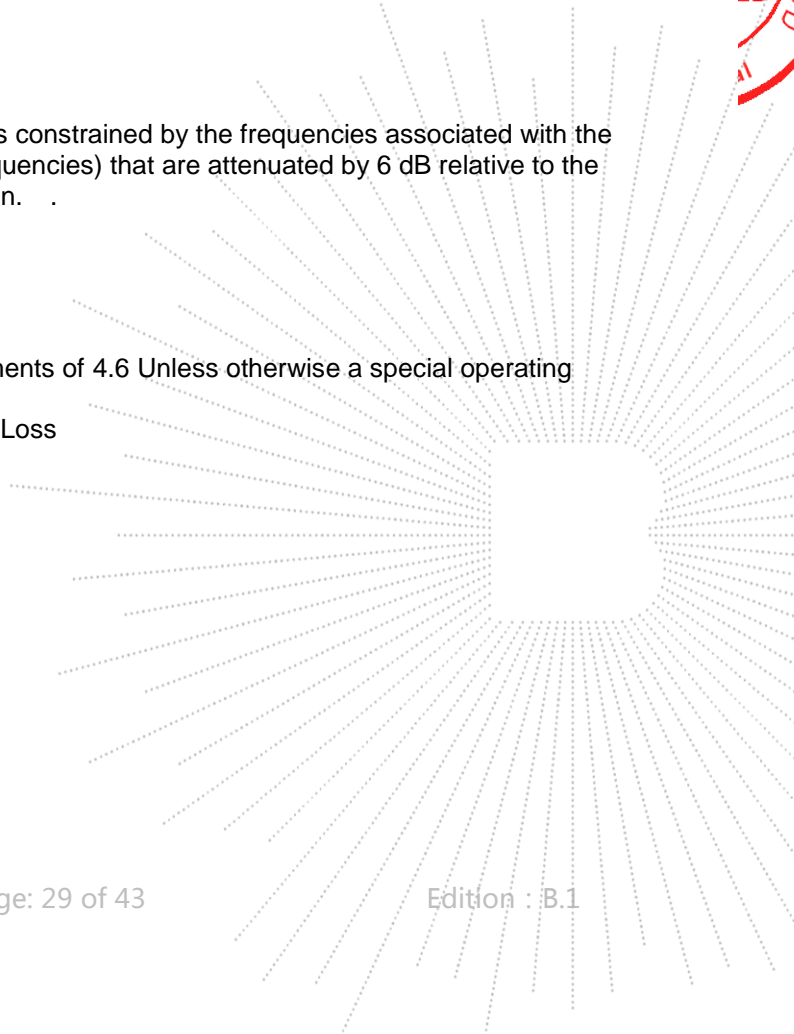 s constrained by the frequencies associated with the
quencies) that are attenuated by 6 dB relative to the
n. .
nents of 4.6 Unless otherwise a special operating
Loss
ge: 29 of 43 Edition : B.1